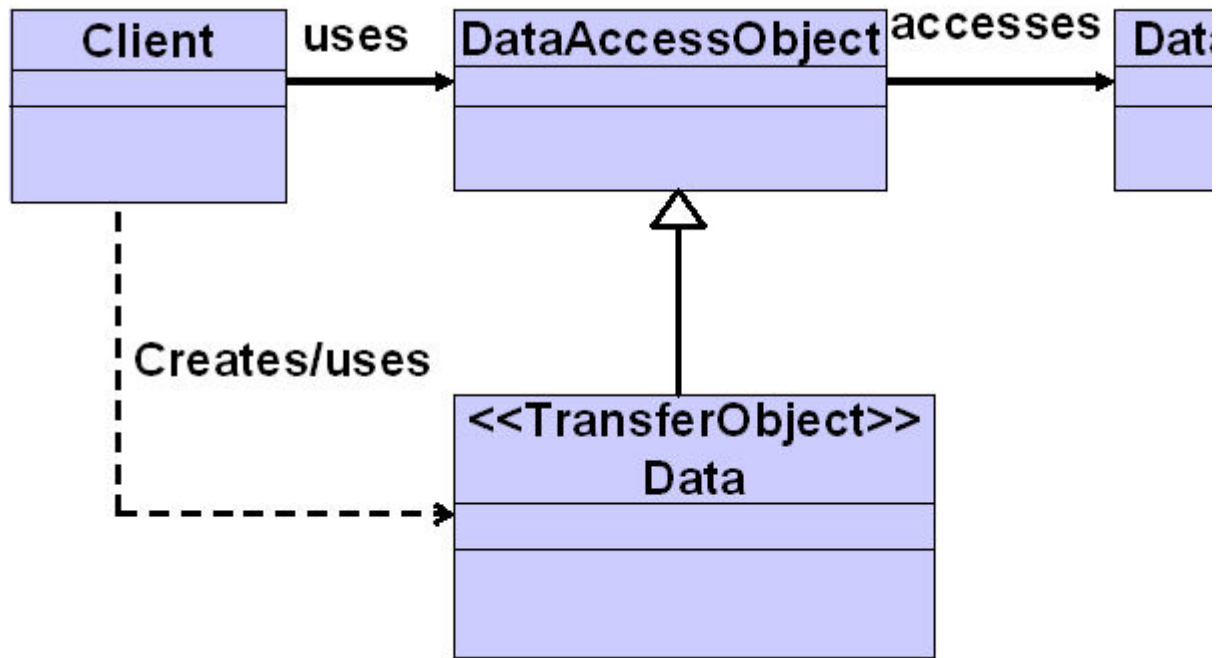 Client
uses
DataAccessObject
accesses
Creates/uses
<<TransferObject>>
Data